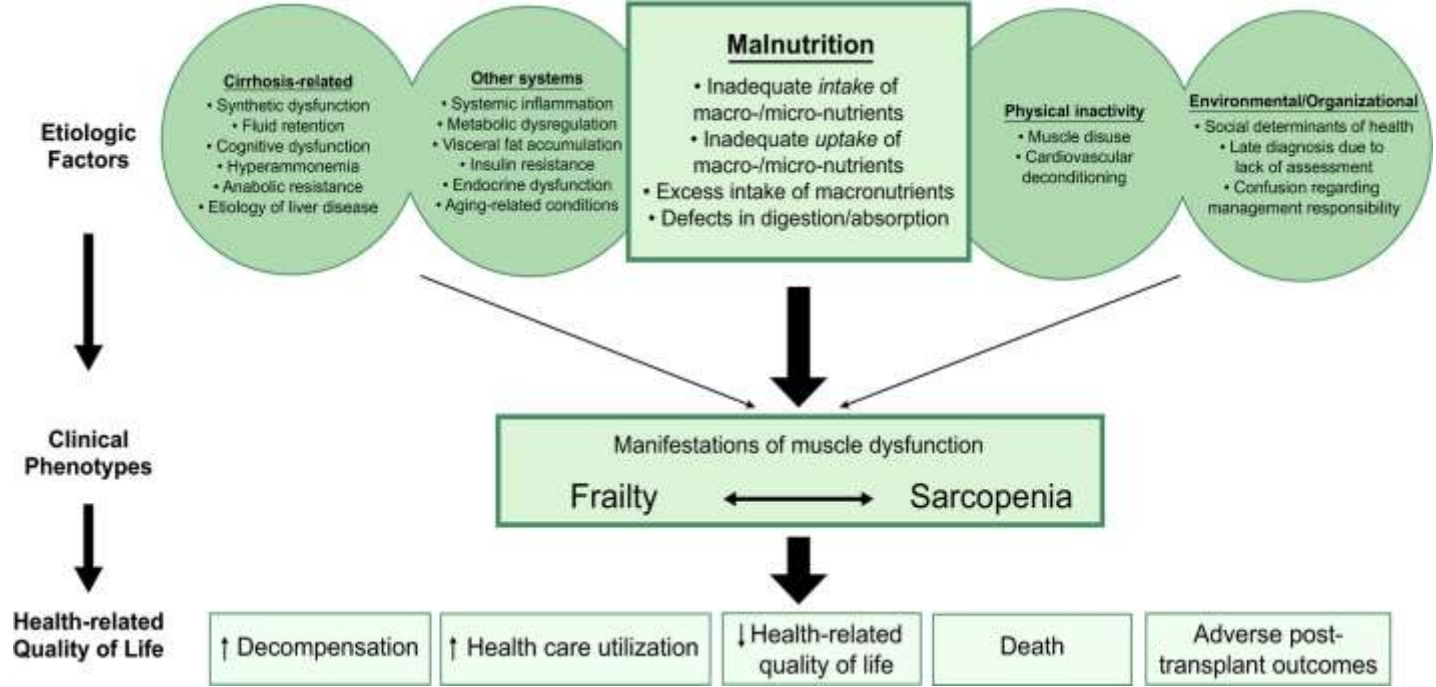 Etiologic
Factors
Cirrhosis-related
• Synthetic dysfunction
• Fluid retention
• Cognitive dysfunction
• Hyperammonemia
• Anabolic resistance
• Etiology of liver disease
Other systems
• Systemic inflammation
• Metabolic dysregulation
• Visceral fat accumulation
• Insulin resistance
• Endocrine dysfunction
• Aging-related conditions
Malnutrition
• Inadequate intake of
macro-/micro-nutrients
• Inadequate uptake of
macro-/micro-nutrients
• Excess intake of macronutrients
• Defects in digestion/absorption
Physical inactivity
• Muscle disuse
• Cardiovascular
deconditioning
Environmental/Organizational
• Social determinants of health
• Late diagnosis due to
lack of assessment
• Confusion regarding
management responsibility
Clinical
Phenotypes
Manifestations of muscle dysfunction
Frailty ↔ Sarcopenia
Health-related
Quality of Life
↑ Decompensation
↑ Health care utilization
↓ Health-related
quality of life
Death
Adverse post-
transplant outcomes